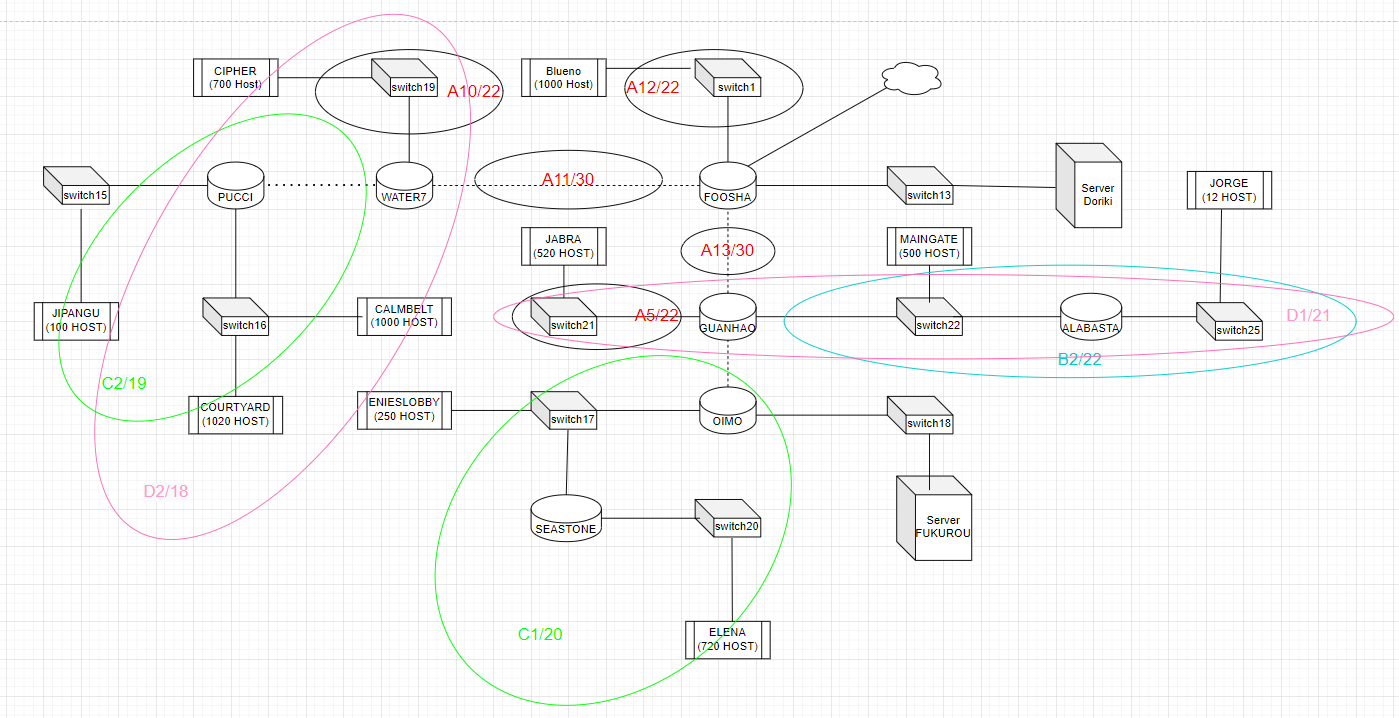 CIPHER
(700 Host)
switch19
A10/22
Blueno
(1000 Host)
A12/22
switch1
switch15
PUCCI
WATER7
A11/30
FOOSHA
switch13
Server
Doriki
JORGE
(12 HOST)
JABRA
(520 HOST)
A13/30
MAINGATE
(500 HOST)
JIPANGU
(100 HOST)
switch16
CALMBELT
(1000 HOST)
switch21
A5/22
GUANHAO
switch22
ALABASTA
switch25
D1/21
B2/22
C2/19
COURTYARD
(1020 HOST)
ENIESLOBBY
(250 HOST)
switch17
OIMO
switch18
D2/18
SEASTONE
switch20
Server
FUKUROU
C1/20
ELENA
(720 HOST)